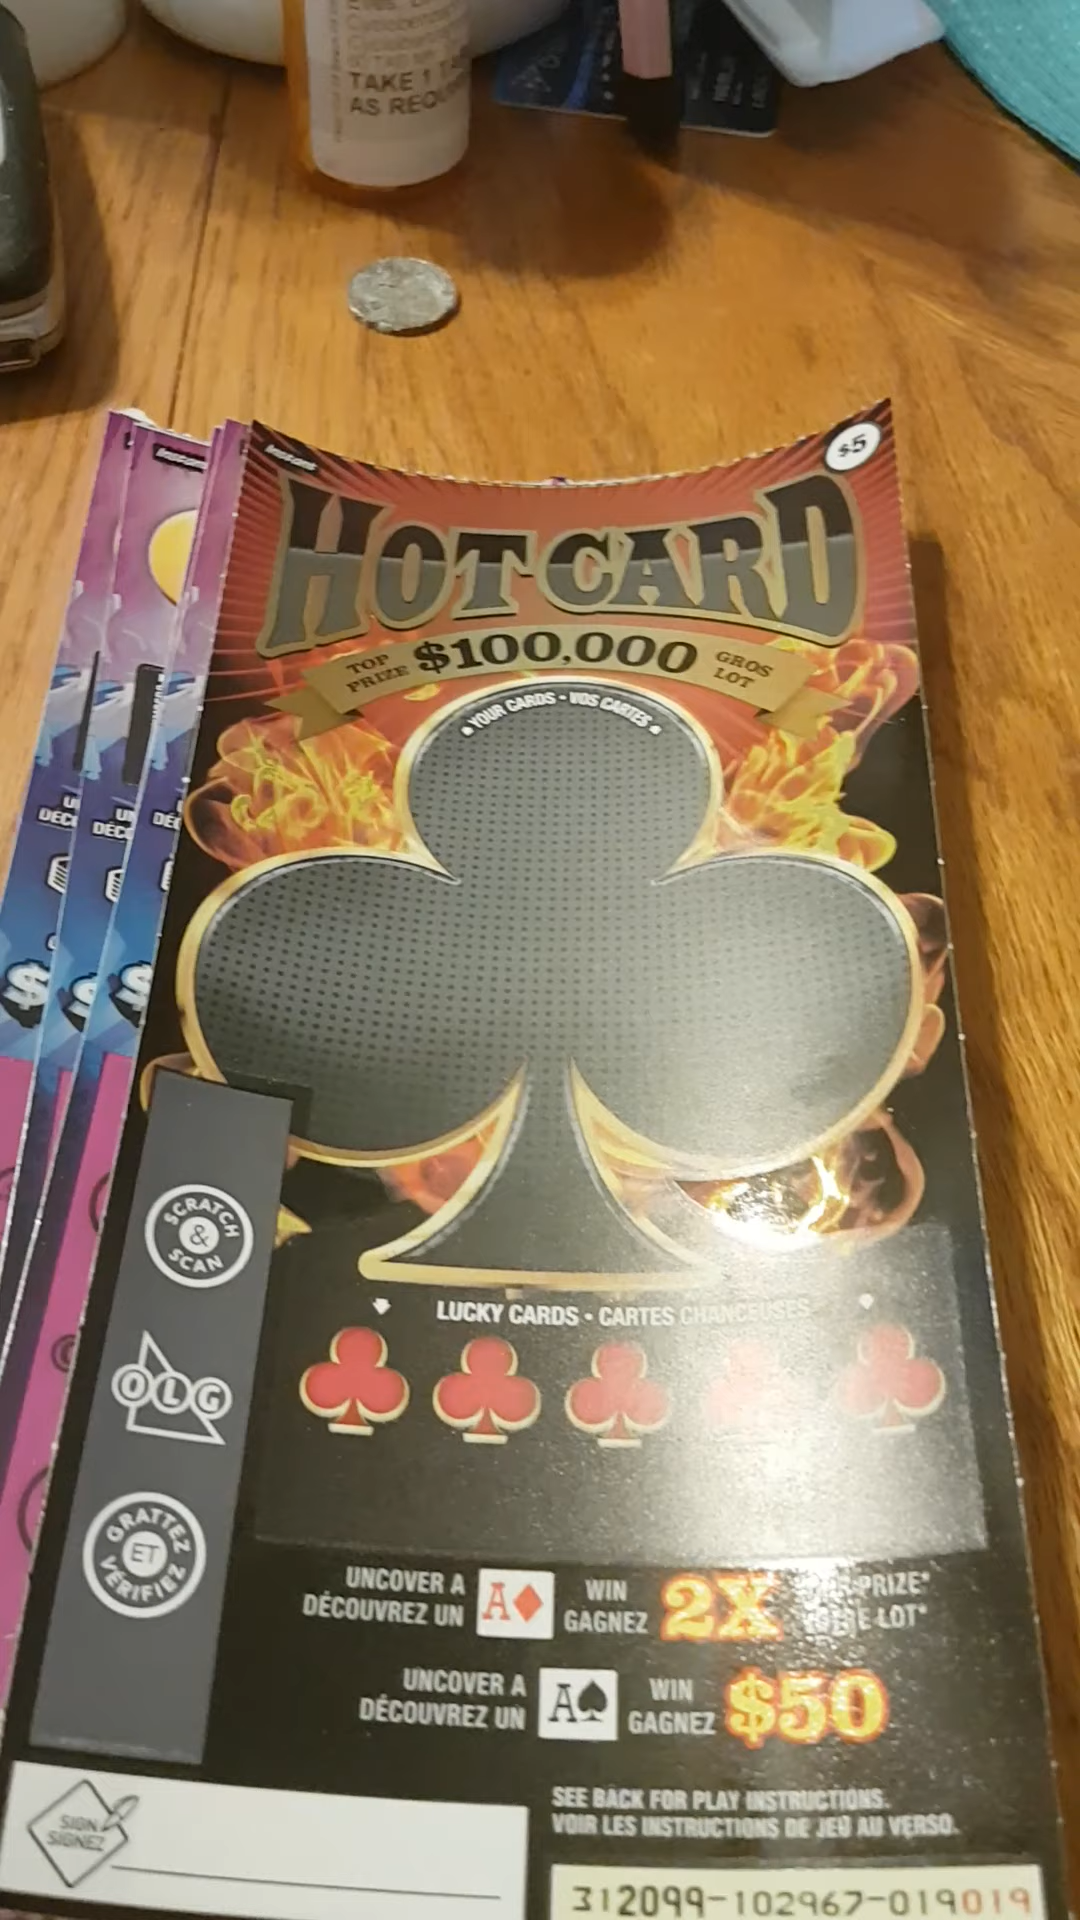 TAKE 1 TA
AS REQU
INSTANT
$5
HOT CARD
TOP PRIZE $100,000 GROS LOT
YOUR CARDS • VOS CARTES
SCRATCH & SCAN
OLG
GRATTEZ ET VÉRIFIEZ
LUCKY CARDS • CARTES CHANCEUSES
UNCOVER A
DÉCOUVREZ UN
A♦
WIN
GAGNEZ
2X
PRIZE*
LOT*
UNCOVER A
DÉCOUVREZ UN
A♠
WIN
GAGNEZ
$50
SEE BACK FOR PLAY INSTRUCTIONS.
VOIR LES INSTRUCTIONS DE JEU AU VERSO.
SIGN
SIGNEZ
312099-102967-019019